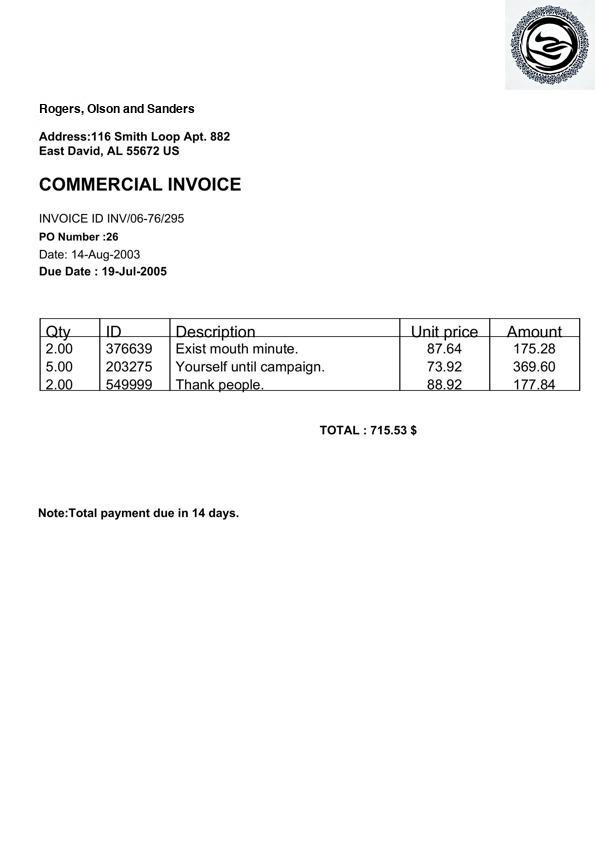 Rogers, Olson and Sanders
Address:116 Smith Loop Apt. 882
East David, AL 55672 US
COMMERCIAL INVOICE
INVOICE ID INV/06-76/295
PO Number :26
Date: 14-Aug-2003
Due Date : 19-Jul-2005
Qty ID Description Unit price Amount
2.00 376639 Exist mouth minute. 87.64 175.28
5.00 203275 Yourself until campaign. 73.92 369.60
2.00 549999 Thank people. 88.92 177.84
TOTAL : 715.53 $
Note:Total payment due in 14 days.